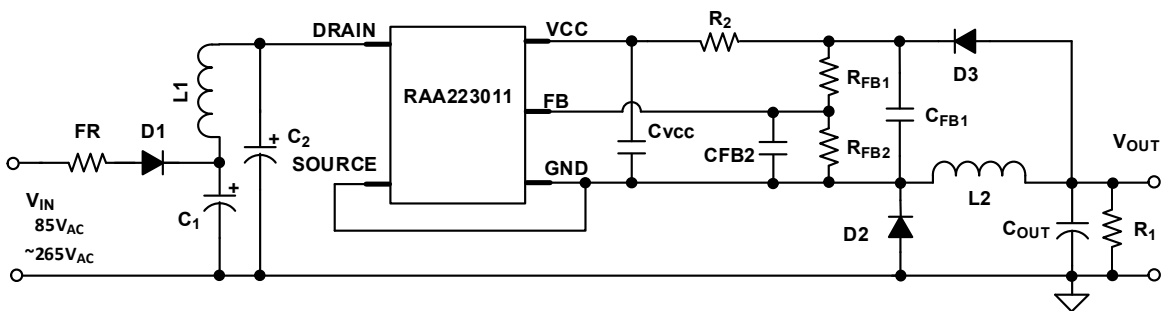 DRAIN
VCC
R2
D3
L1
RAA223011
RFB1
FB
CFB1
FR
D1
C2
+
CVCC
CFB2
RFB2
VOUT
SOURCE
GND
+
VIN
85VAC
~265VAC
C1
L2
D2
COUT
R1